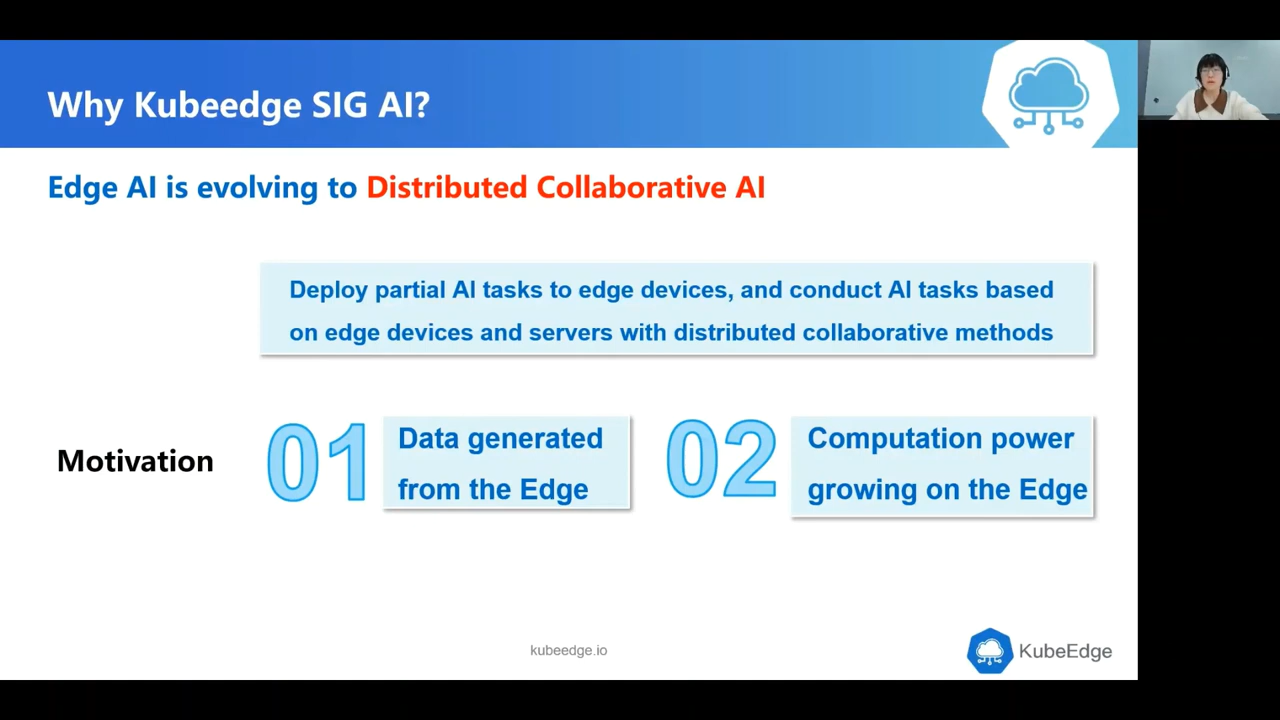 Why Kubeedge SIG AI?
Edge AI is evolving to Distributed Collaborative AI
Deploy partial AI tasks to edge devices, and conduct AI tasks based
on edge devices and servers with distributed collaborative methods
Motivation
01
Data generated
from the Edge
02
Computation power
growing on the Edge
kubeedge.io
KubeEdge